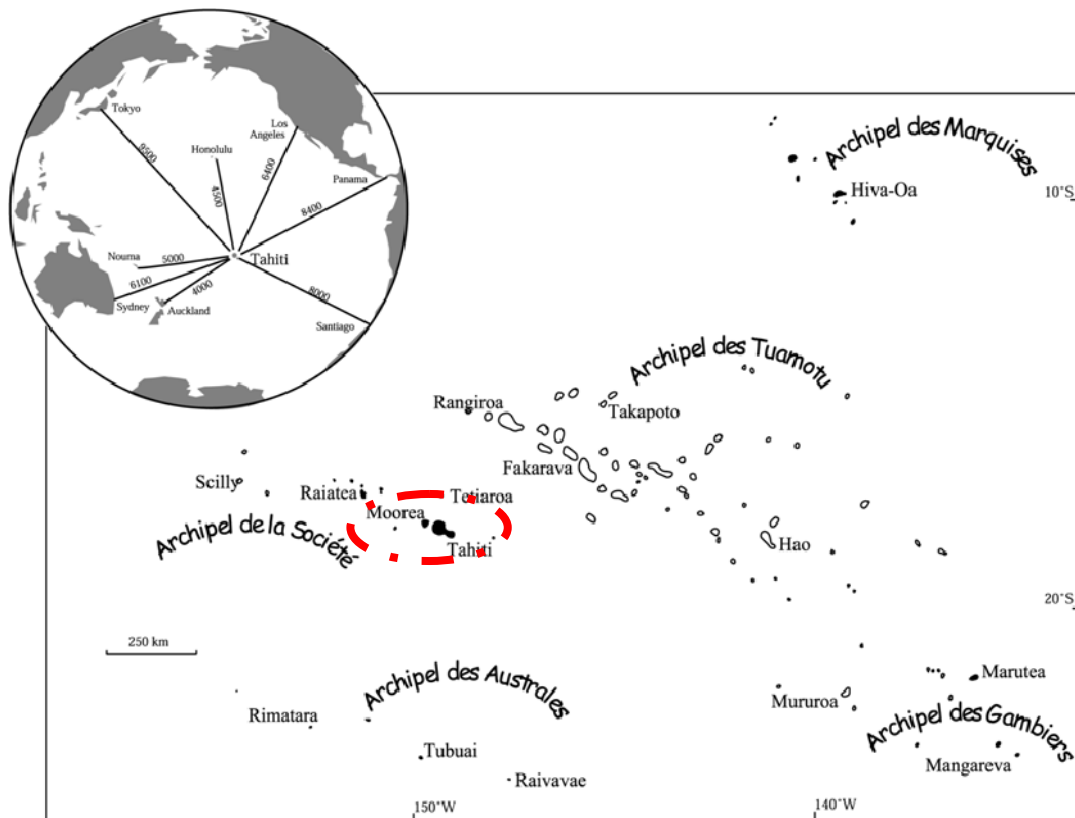 Tokyo
Los
Angeles
Honolulu
9500
4500
6400
Panama
8400
Nouma
5000
Tahiti
6100
4000
Sydney
Auckland
8000
Santiago
Archipel des Marquises
Hiva-Oa
10°S
Archipel des Tuamotu
Rangiroa
Takapoto
Fakarava
Scilly
Raiatea
Tetiaroa
Moorea
Archipel de la Société
Tahiti
Hao
20°S
250 km
Archipel des Australes
Marutea
Rimatara
Mururoa
Archipel des Gambiers
Tubuai
Mangareva
Raivavae
150°W
140°W